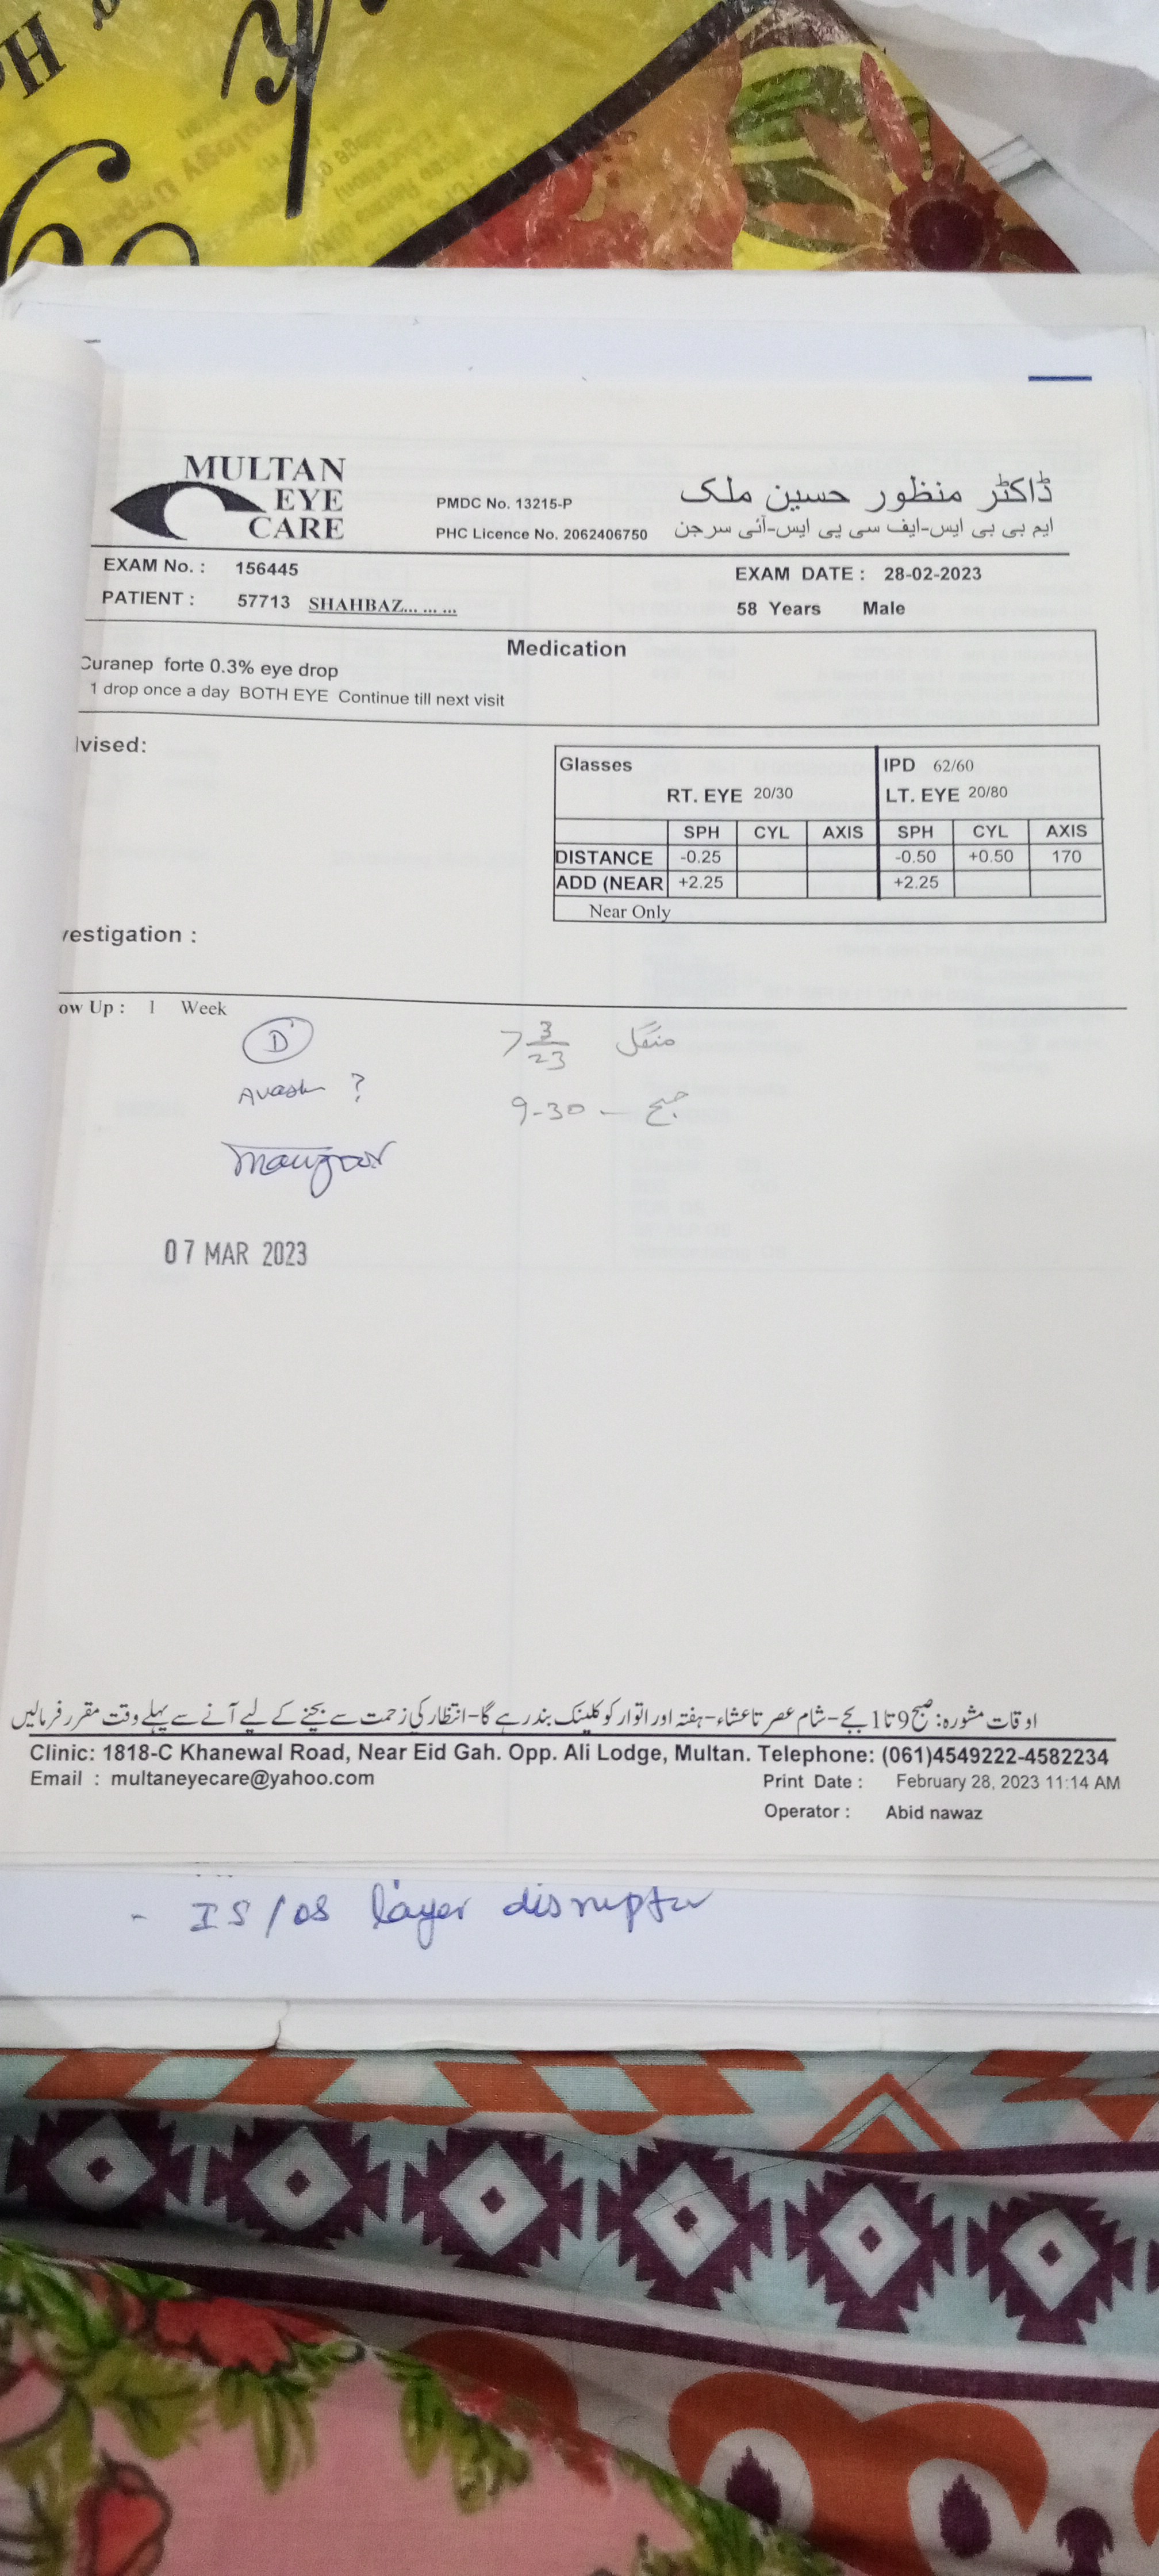 MULTAN
EYE
CARE
PMDC No. 13215-P
PHC Licence No. 2062406750
ڈاکٹر منظور حسین ملک
ایم بی بی ایس-ایف سی پی ایس-آئی سرجن
EXAM No. : 156445
EXAM DATE : 28-02-2023
PATIENT : 57713 SHAHBAZ... ... ...
58 Years Male
Medication
Curanep forte 0.3% eye drop
1 drop once a day BOTH EYE Continue till next visit
lvised:
Glasses IPD 62/60
RT. EYE 20/30 LT. EYE 20/80
SPH CYL AXIS SPH CYL AXIS
DISTANCE -0.25 -0.50 +0.50 170
ADD (NEAR +2.25 +2.25
Near Only
vestigation :
ow Up : 1 Week
D
7 3/23 منگل
?
9-30 - صبح
07 MAR 2023
اوقات مشورہ: صبح 9 تا 1 بجے-شام عصر تا عشاء-ہفتہ اور اتوار کو کلینک بند رہے گا-انتظار کی زحمت سے بچنے کے لیے آنے سے پہلے وقت مقرر فرمالیں
Clinic: 1818-C Khanewal Road, Near Eid Gah. Opp. Ali Lodge, Multan. Telephone: (061)4549222-4582234
Email : multaneyecare@yahoo.com
Print Date : February 28, 2023 11:14 AM
Operator : Abid nawaz
- IS/OS layer